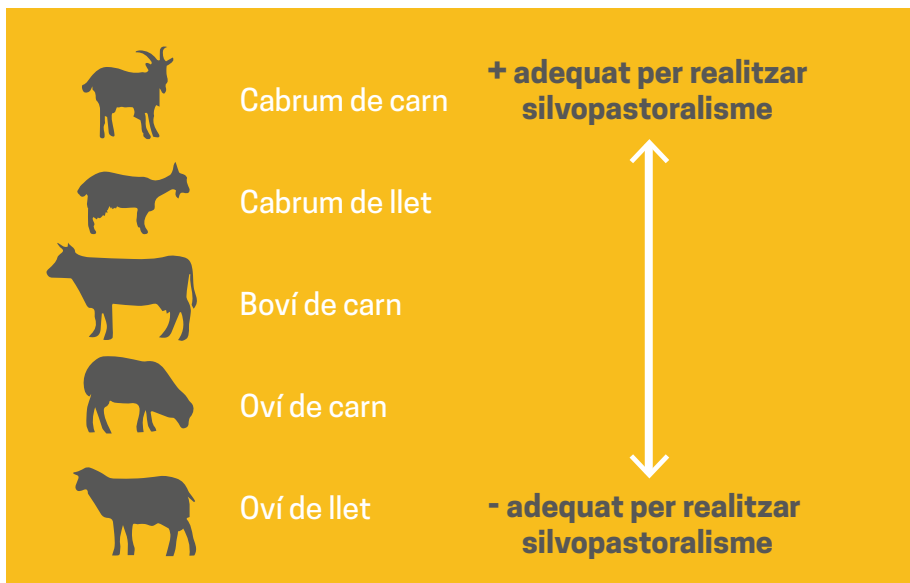 Cabrum de carn
Cabrum de llet
Boví de carn
Oví de carn
Oví de llet
+ adequat per realitzar
silvopastoralisme
- adequat per realitzar
silvopastoralisme